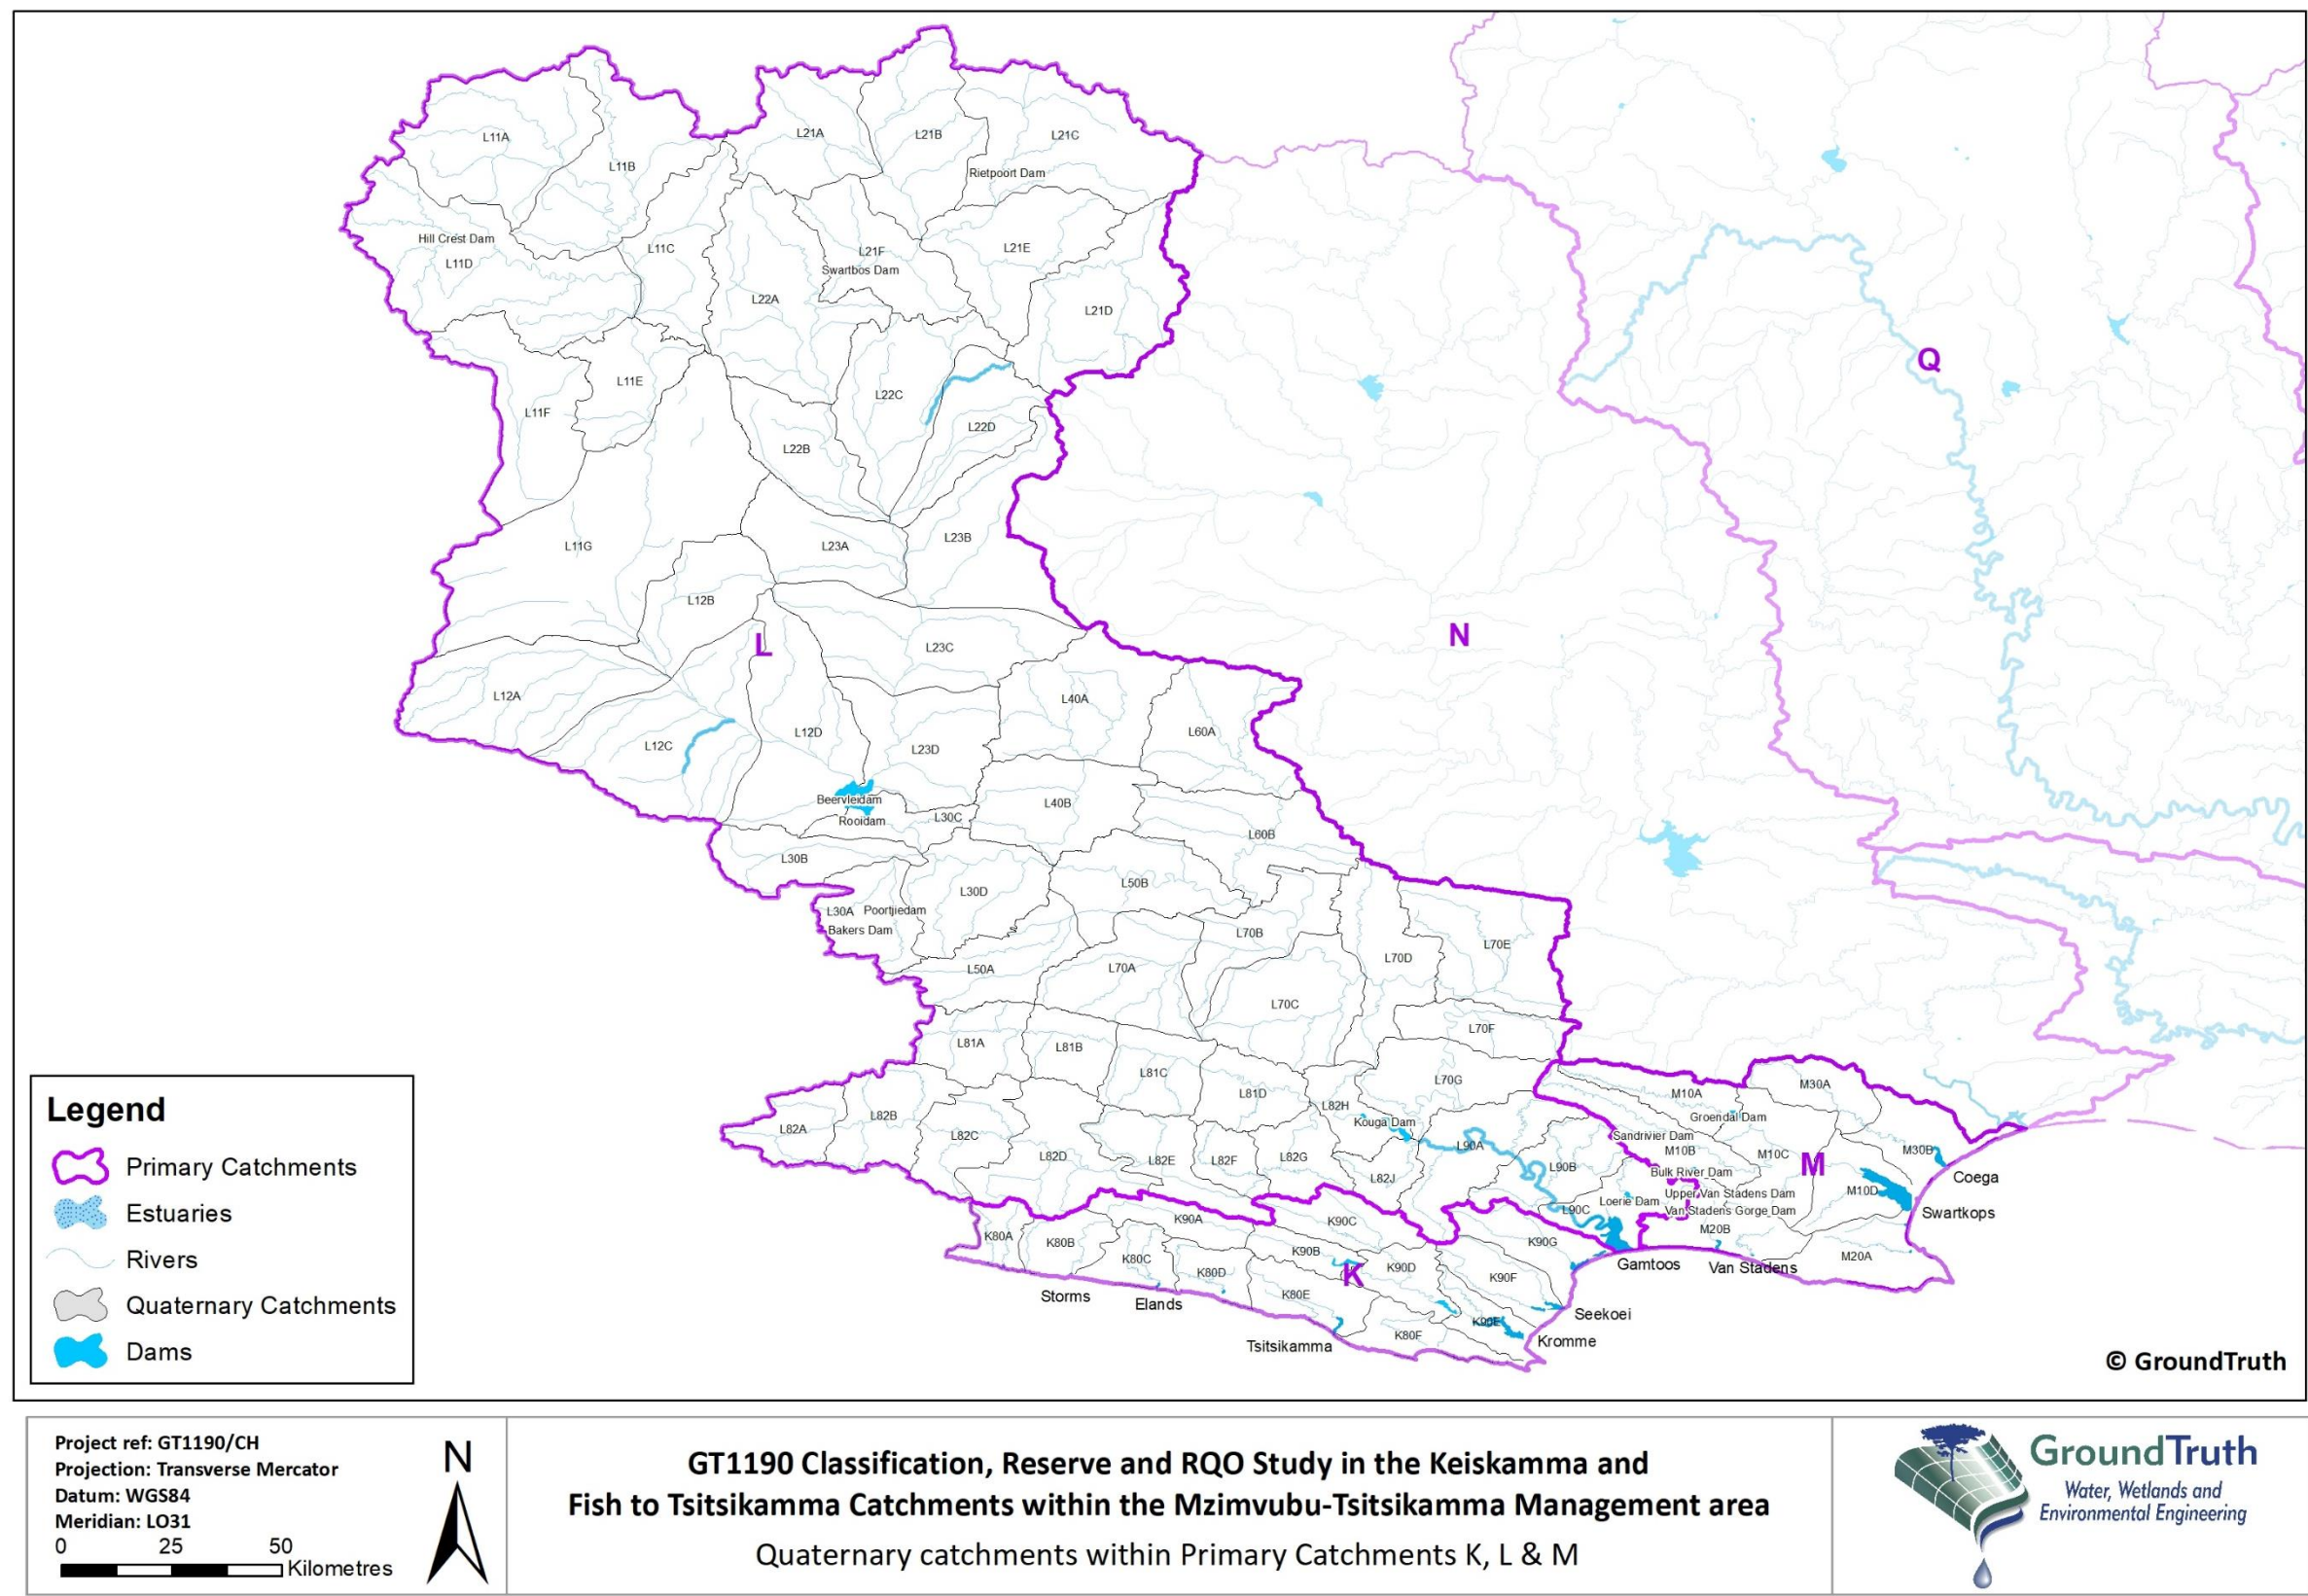 L11A
L11B
L21A
L21B
L21C
Rietpoort Dam
Hill Crest Dam
L11D
L11C
L21F
Swartbos Dam
L21E
L22A
L21D
Q
L11E
L11F
L22C
L22D
L22B
L11G
L23A
L23B
L12B
L
L23C
N
L12A
L40A
L12C
L12D
L23D
L60A
Beervleidam
Rooidam
L30C
L40B
L60B
L30B
L30D
L50B
L30A
Poortjiedam
Bakers Dam
L70B
L70E
L50A
L70A
L70D
L70C
L70F
L81A
L81B
L81C
L70G
L81D
L82H
M10A
M30A
Groendal Dam
L82A
L82B
L82C
Kouga Dam
Sandrivier Dam
M10B
L90A
M10C
M
M30B
L82D
L82E
L82F
L82G
L82J
L90B
Bulk River Dam
Coega
Upper Van Stadens Dam
M10D
Loerie Dam
Van Stadens Gorge Dam
L90C
Swartkops
K80A
K80B
K90A
K90C
K90G
M20B
M20A
K80C
K90B
K
K90D
Gamtoos
Van Stadens
K80D
K90F
Storms
Elands
K80E
Seekoei
K90E
K80F
Kromme
Tsitsikamma
Legend
Primary Catchments
Estuaries
Rivers
Quaternary Catchments
Dams
© GroundTruth
Project ref: GT1190/CH
Projection: Transverse Mercator
Datum: WGS84
Meridian: LO31
0 25 50
Kilometres
N
GT1190 Classification, Reserve and RQO Study in the Keiskamma and
Fish to Tsitsikamma Catchments within the Mzimvubu-Tsitsikamma Management area
Quaternary catchments within Primary Catchments K, L & M
GroundTruth
Water, Wetlands and
Environmental Engineering